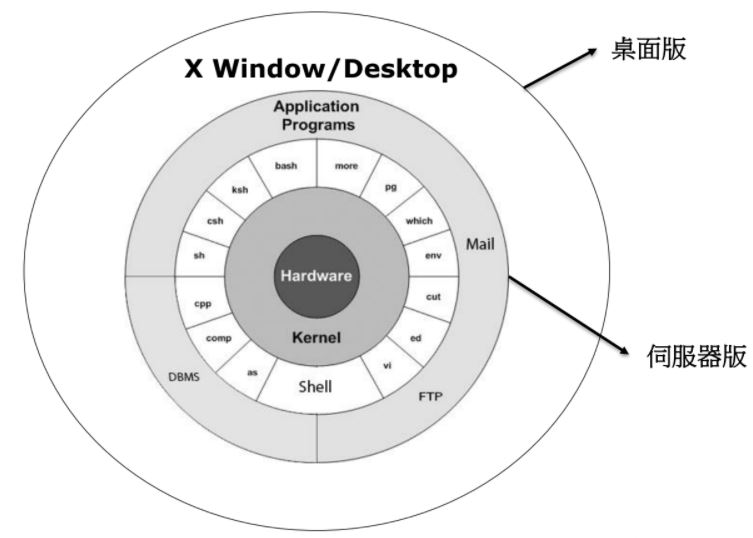 X Window/Desktop
桌面版
Application
Programs
bash
more
ksh
pg
csh
which
sh
env
Mail
Hardware
cpp
cut
Kernel
comp
ed
伺服器版
DBMS
as
Shell
vi
FTP